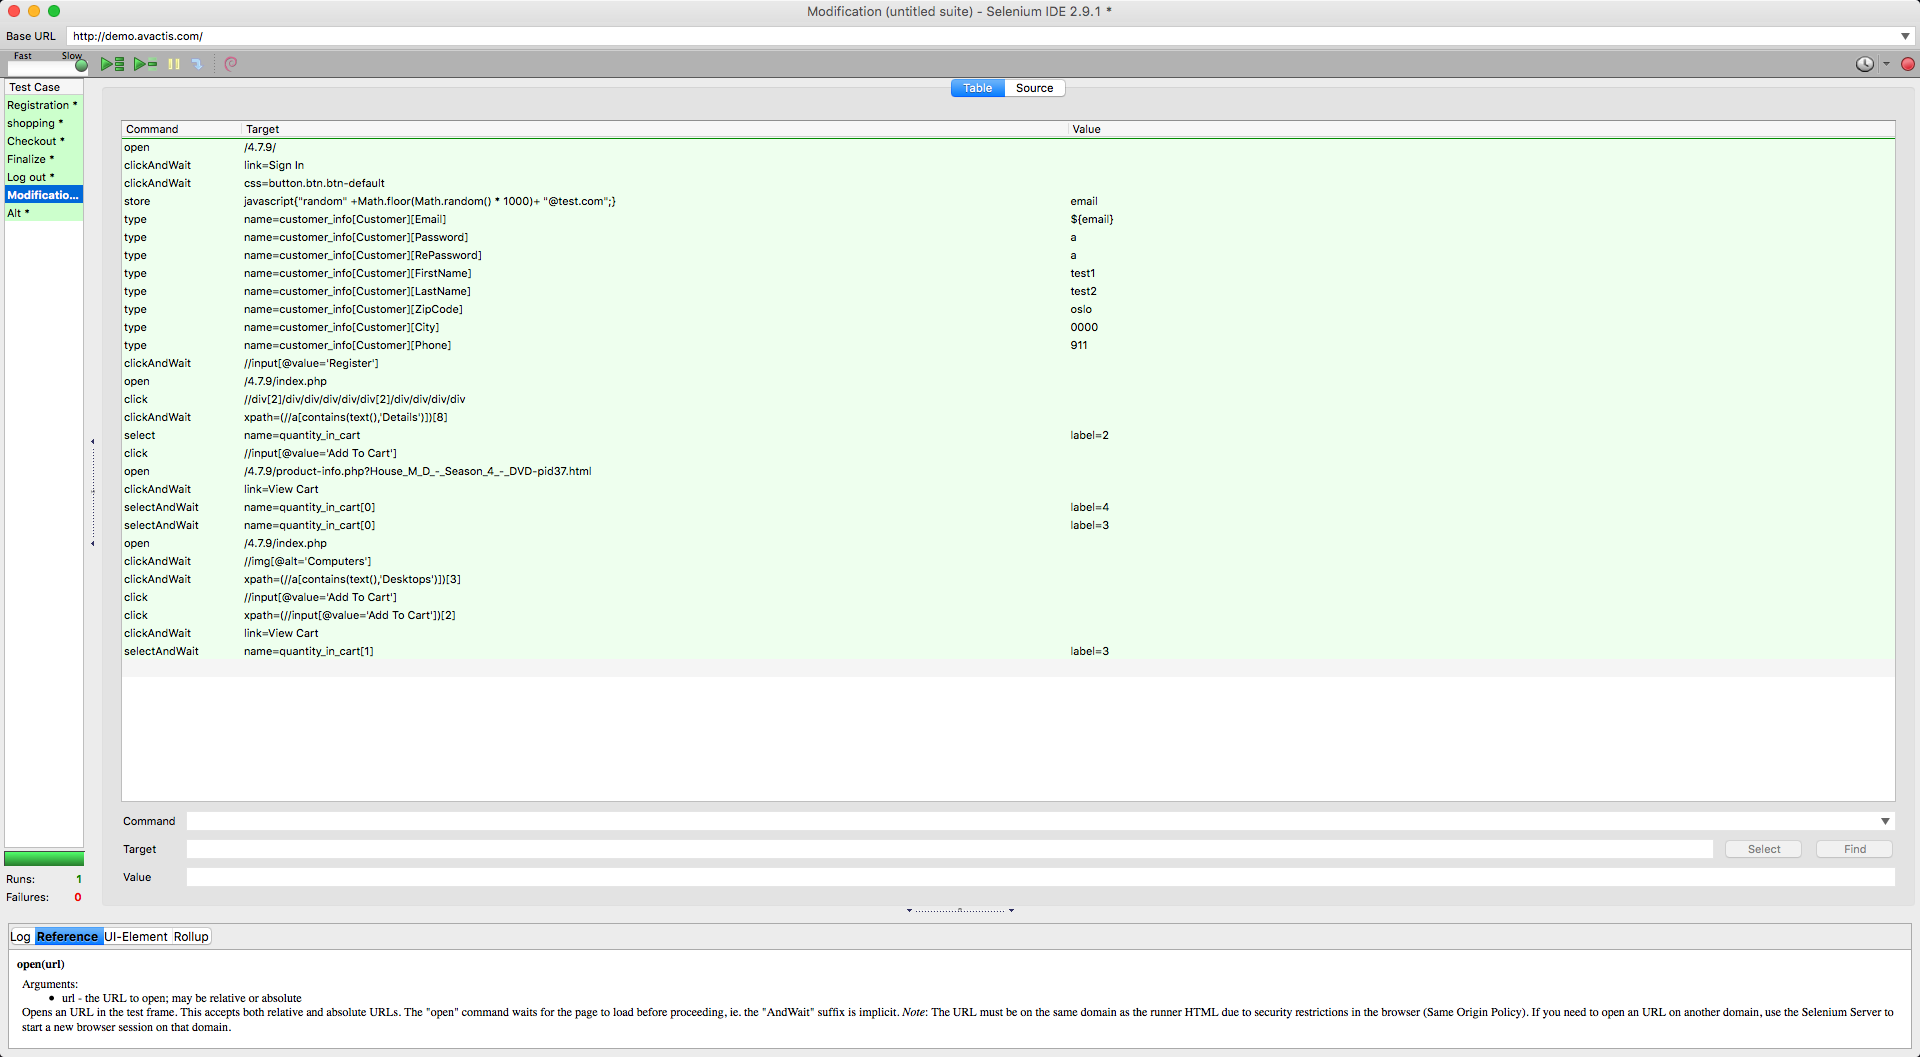 Modification (untitled suite) - Selenium IDE 2.9.1 *
Base URL http://demo.avactis.com/
Fast Slow
Table Source
Test Case
Registration *
shopping *
Checkout *
Finalize *
Log out *
Modificatio...
Alt *
Command Target Value
open /4.7.9/
clickAndWait link=Sign In
clickAndWait css=button.btn.btn-default
store javascript{"random" +Math.floor(Math.random() * 1000)+ "@test.com";} email
type name=customer_info[Customer][Email] ${email}
type name=customer_info[Customer][Password] a
type name=customer_info[Customer][RePassword] a
type name=customer_info[Customer][FirstName] test1
type name=customer_info[Customer][LastName] test2
type name=customer_info[Customer][ZipCode] oslo
type name=customer_info[Customer][City] 0000
type name=customer_info[Customer][Phone] 911
clickAndWait //input[@value='Register']
open /4.7.9/index.php
click //div[2]/div/div/div/div/div[2]/div/div/div/div
clickAndWait xpath=(//a[contains(text(),'Details')])[8]
select name=quantity_in_cart label=2
click //input[@value='Add To Cart']
open /4.7.9/product-info.php?House_M_D_-_Season_4_-_DVD-pid37.html
clickAndWait link=View Cart
selectAndWait name=quantity_in_cart[0] label=4
selectAndWait name=quantity_in_cart[0] label=3
open /4.7.9/index.php
clickAndWait //img[@alt='Computers']
clickAndWait xpath=(//a[contains(text(),'Desktops')])[3]
click //input[@value='Add To Cart']
click xpath=(//input[@value='Add To Cart'])[2]
clickAndWait link=View Cart
selectAndWait name=quantity_in_cart[1] label=3
Command
Target Select Find
Value
Runs: 1
Failures: 0
Log Reference UI-Element Rollup
open(url)
Arguments:
• url - the URL to open; may be relative or absolute
Opens an URL in the test frame. This accepts both relative and absolute URLs. The "open" command waits for the page to load before proceeding, ie. the "AndWait" suffix is implicit. Note: The URL must be on the same domain as the runner HTML due to security restrictions in the browser (Same Origin Policy). If you need to open an URL on another domain, use the Selenium Server to
start a new browser session on that domain.